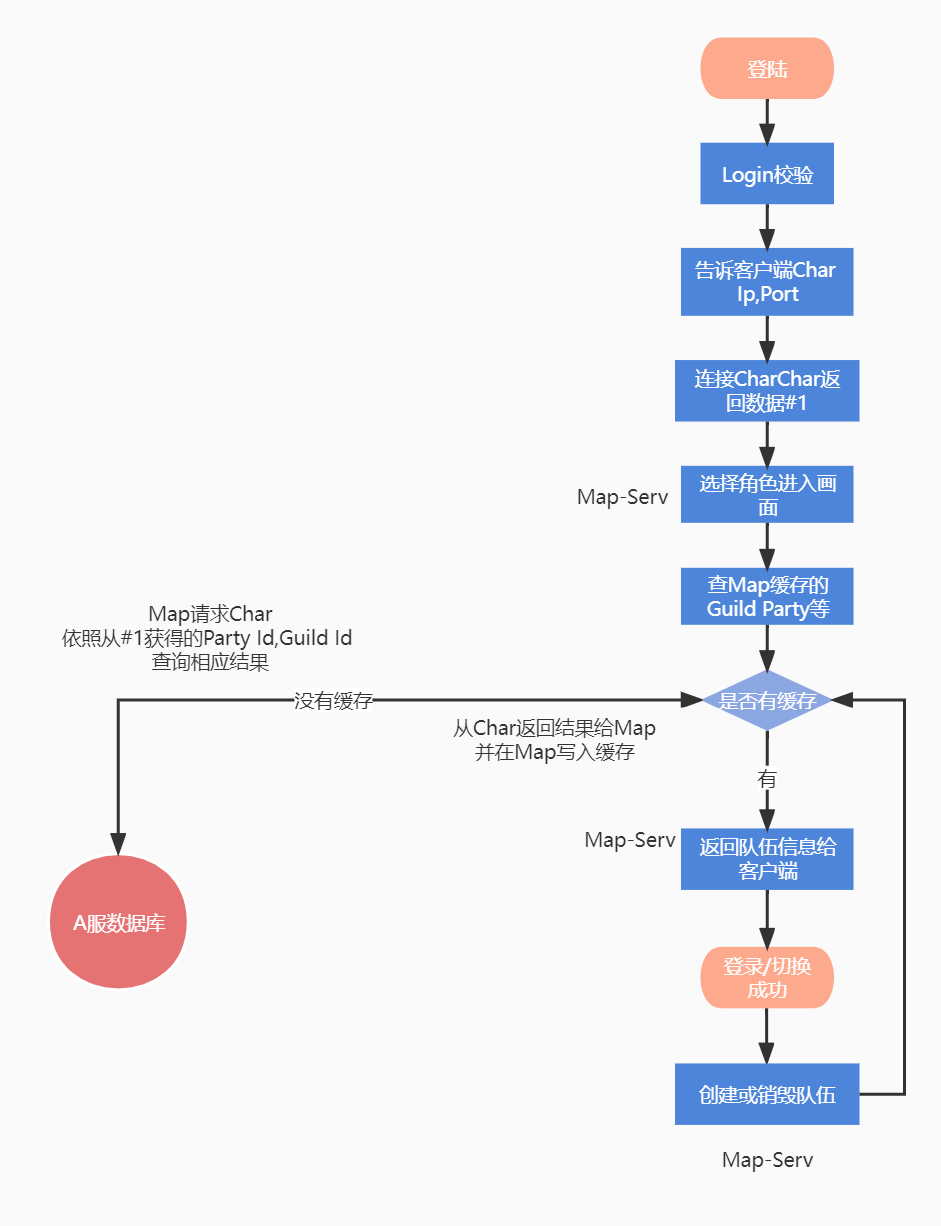 登陆
Login校验
告诉客户端Char
Ip,Port
连接CharChar返
回数据#1
Map-Serv
选择角色进入画
面
查Map缓存的
Guild Party等
Map请求Char
依照从#1获得的Party Id,Guild Id
查询相应结果
没有缓存
是否有缓存
从Char返回结果给Map
并在Map写入缓存
有
Map-Serv
返回队伍信息给
客户端
A服数据库
登录/切换
成功
创建或销毁队伍
Map-Serv